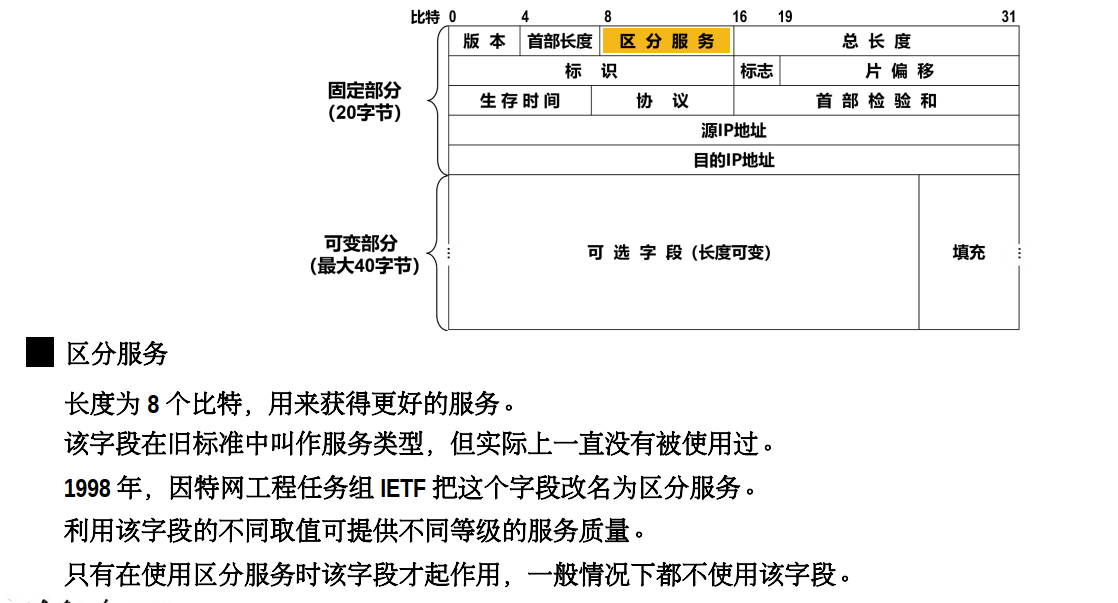 比特 0 4 8 16 19 31
版 本 首部长度 区 分 服 务 总 长 度
标 识 标志 片 偏 移
固定部分
(20字节)
生存时间 协 议 首 部 检 验 和
源IP地址
目的IP地址
可变部分
(最大40字节)
可 选 字 段 (长度可变) 填充
区分服务
长度为 8 个比特，用来获得更好的服务。
该字段在旧标准中叫作服务类型，但实际上一直没有被使用过。
1998 年，因特网工程任务组 IETF 把这个字段改名为区分服务。
利用该字段的不同取值可提供不同等级的服务质量。
只有在使用区分服务时该字段才起作用，一般情况下都不使用该字段。